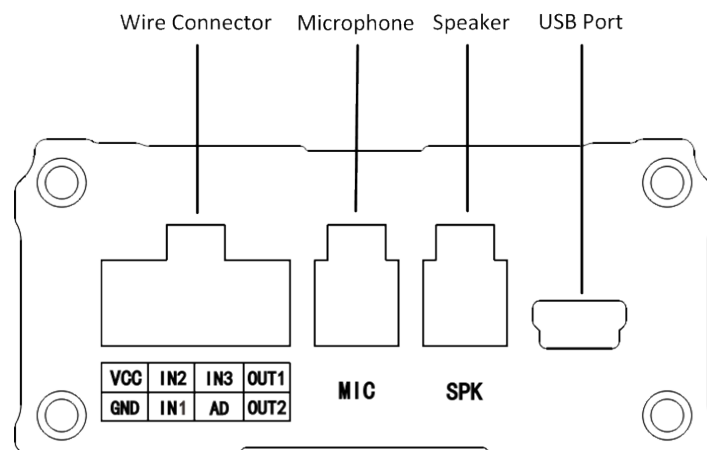 Wire Connector Microphone Speaker USB Port
VCC IN2 IN3 OUT1
GND IN1 AD OUT2
MIC SPK